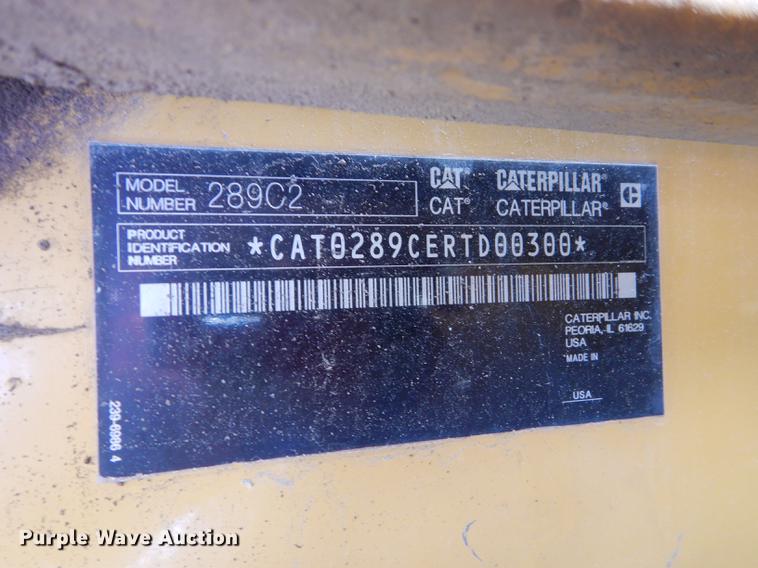 MODEL NUMBER 289C2
CAT CATERPILLAR®
CAT® CATERPILLAR®
C
PRODUCT IDENTIFICATION NUMBER *CAT0289CERTD00300*
CATERPILLAR INC.
PEORIA, IL 61629
USA
MADE IN
USA
239-6986 4
Purple Wave Auction